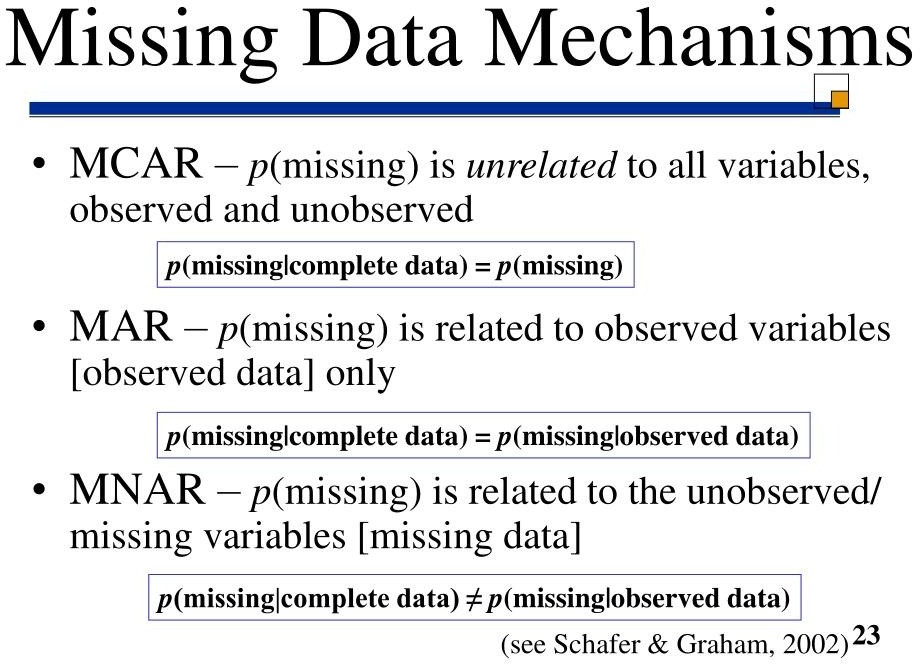 Missing Data Mechanisms
• MCAR – p(missing) is unrelated to all variables,
observed and unobserved
p(missing|complete data) = p(missing)
• MAR – p(missing) is related to observed variables
[observed data] only
p(missing|complete data) = p(missing|observed data)
• MNAR – p(missing) is related to the unobserved/
missing variables [missing data]
p(missing|complete data) ≠ p(missing|observed data)
(see Schafer & Graham, 2002) 23